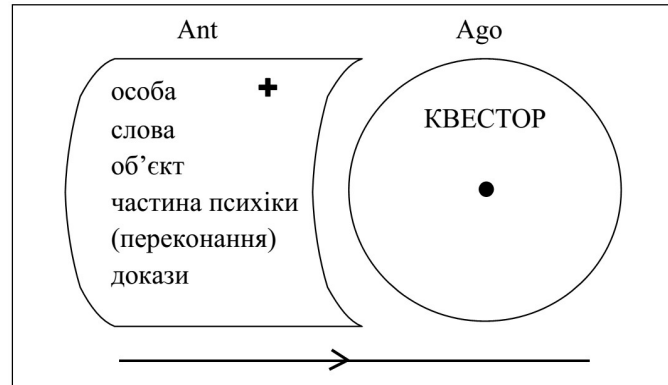 Ant
Ago
особа
слова
об’єкт
частина психіки
(переконання)
докази
КВЕСТОР